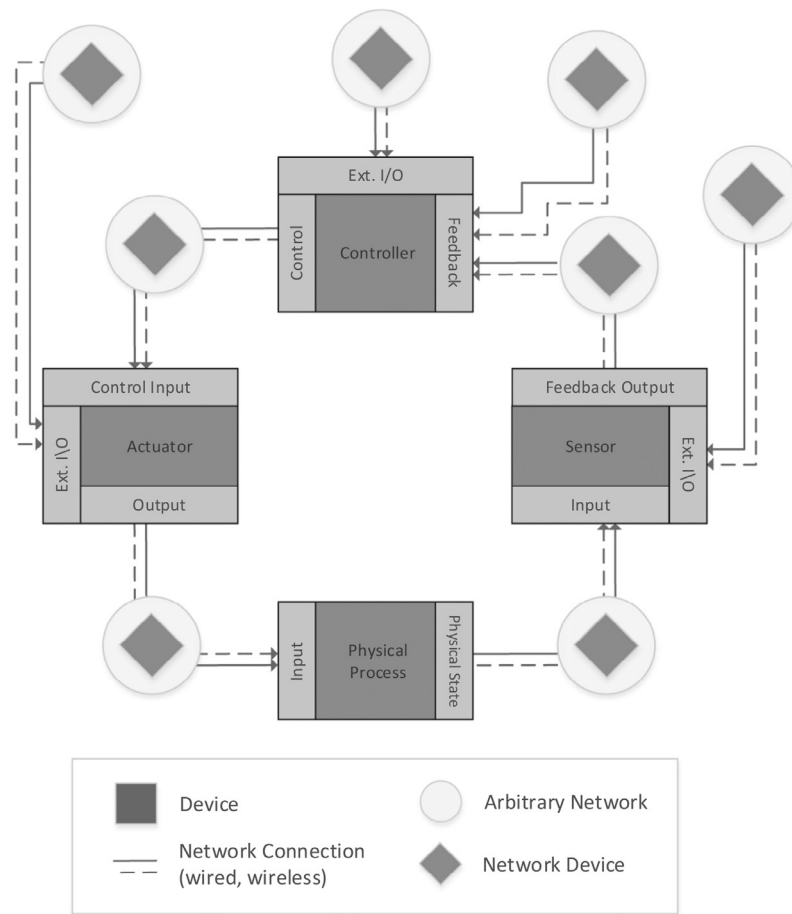 Ext. I/O
Control
Controller
Feedback
Control Input
Ext. I\O
Actuator
Output
Feedback Output
Sensor
Ext. I\O
Input
Input
Physical
Process
Physical State
Device
Arbitrary Network
Network Connection
(wired, wireless)
Network Device